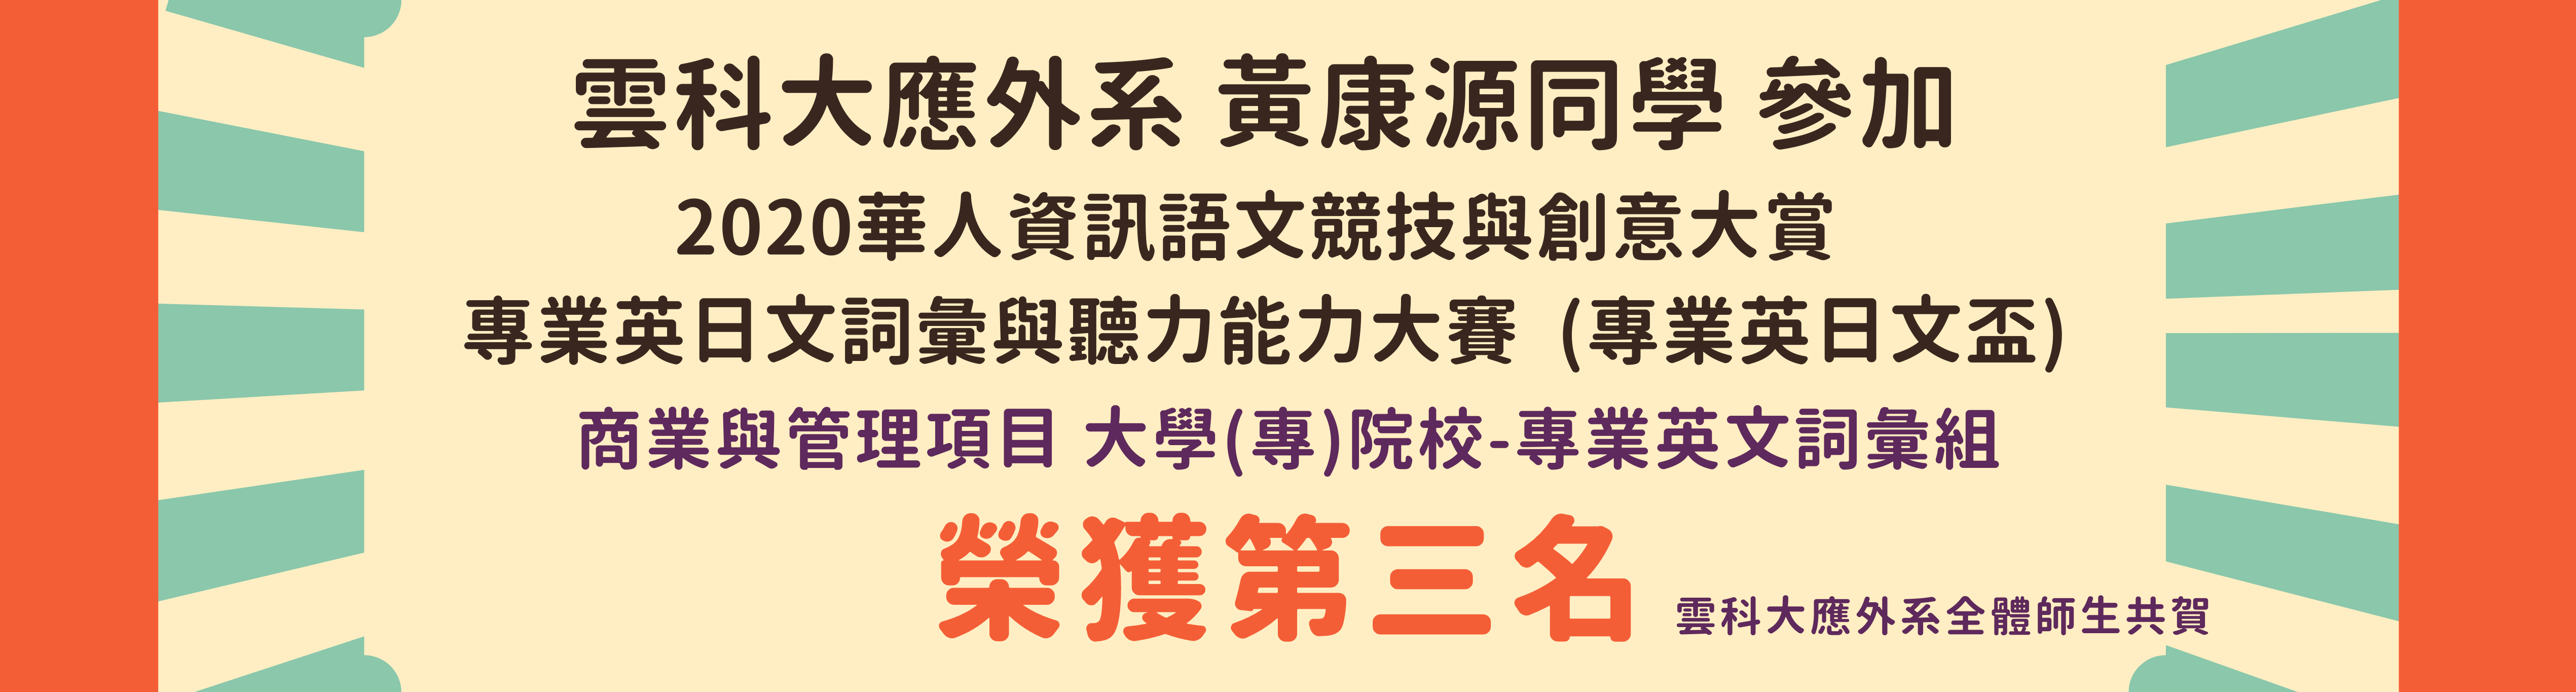 雲科大應外系 黃康源同學 參加
2020華人資訊語文競技與創意大賞
專業英日文詞彙與聽力能力大賽 (專業英日文盃)
商業與管理項目 大學(專)院校-專業英文詞彙組
榮獲第三名
雲科大應外系全體師生共賀